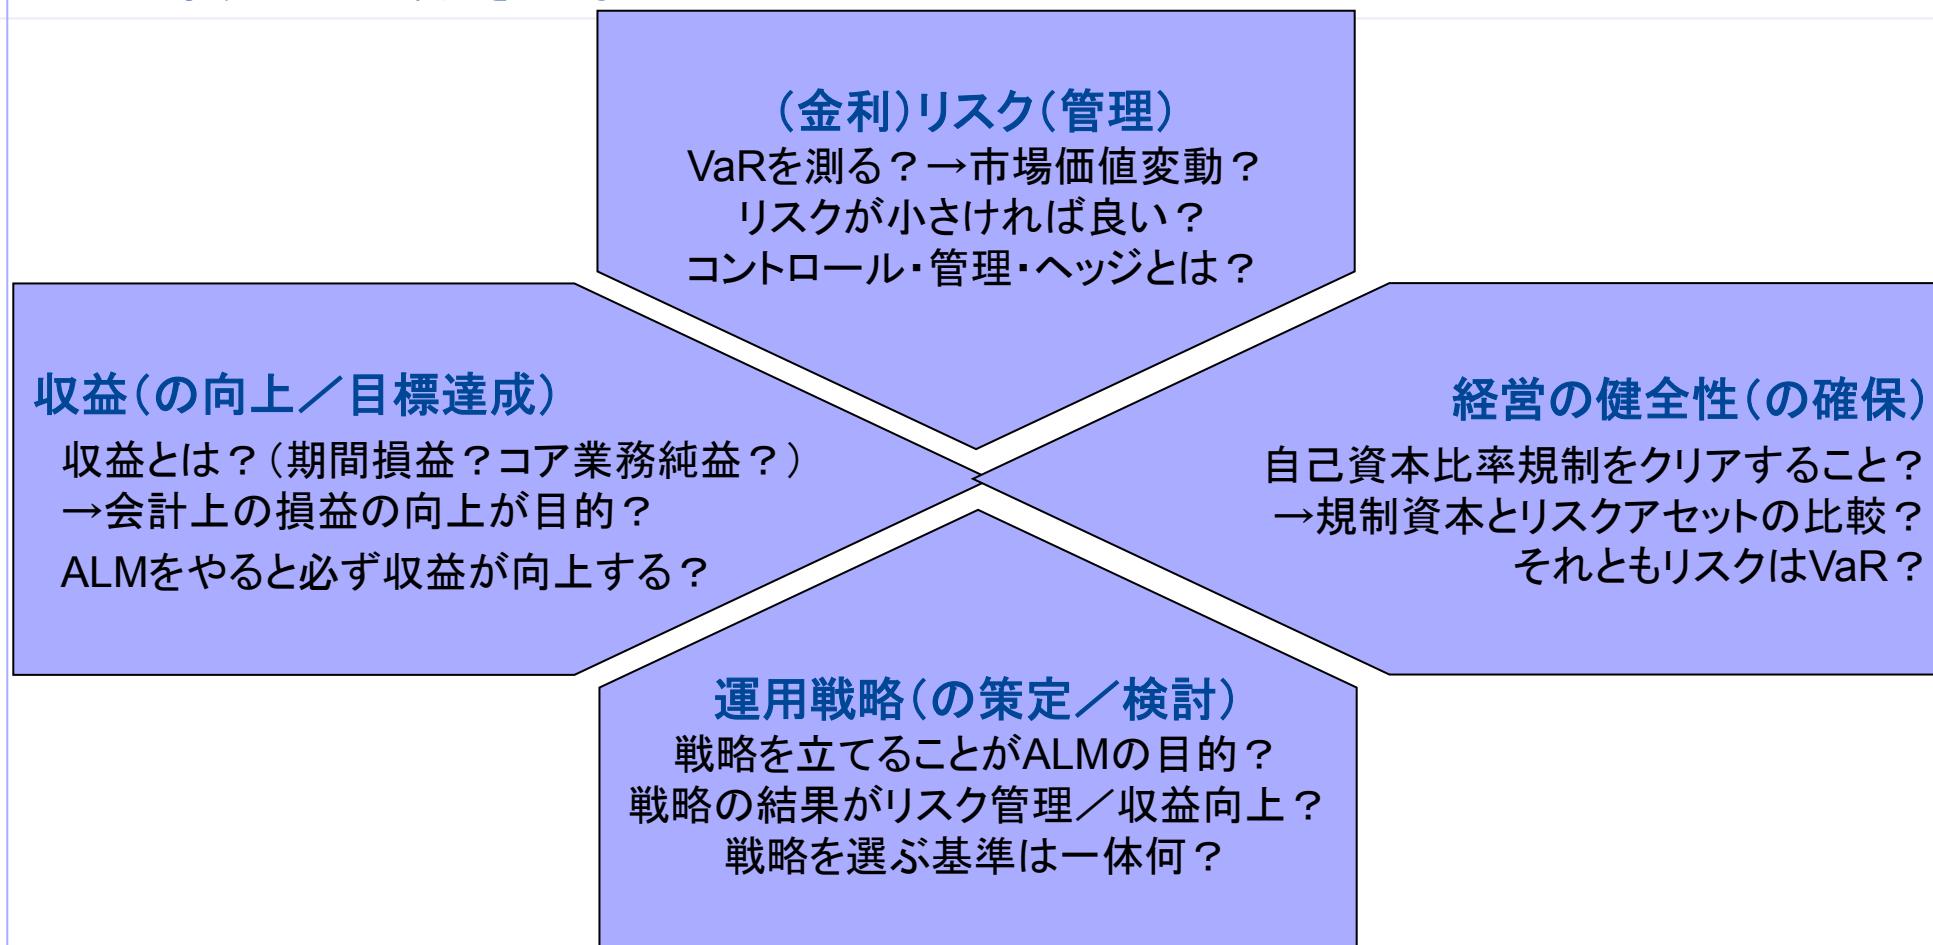 （金利）リスク（管理）
VaRを測る？→市場価値変動？
リスクが小さければ良い？
コントロール・管理・ヘッジとは？
収益（の向上／目標達成）
収益とは？（期間損益？コア業務純益？）
→会計上の損益の向上が目的？
ALMをやると必ず収益が向上する？
経営の健全性（の確保）
自己資本比率規制をクリアすること？
→規制資本とリスクアセットの比較？
それともリスクはVaR？
運用戦略（の策定／検討）
戦略を立てることがALMの目的？
戦略の結果がリスク管理／収益向上？
戦略を選ぶ基準は一体何？